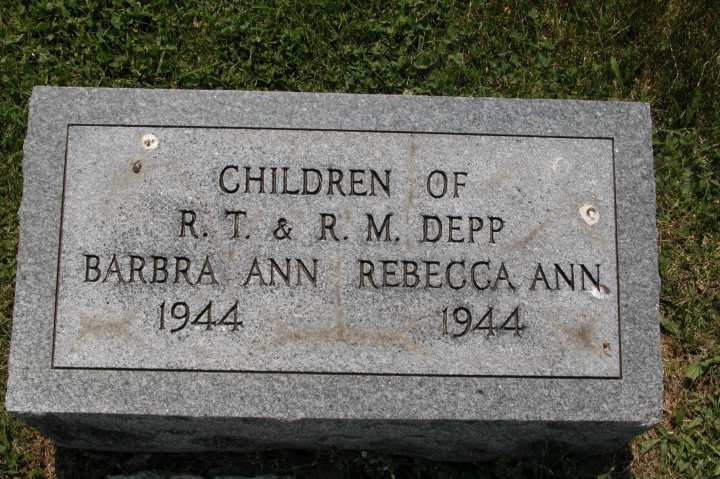 CHILDREN OF
R. T. & R. M. DEPP
BARBRA ANN REBECCA ANN
1944 1944